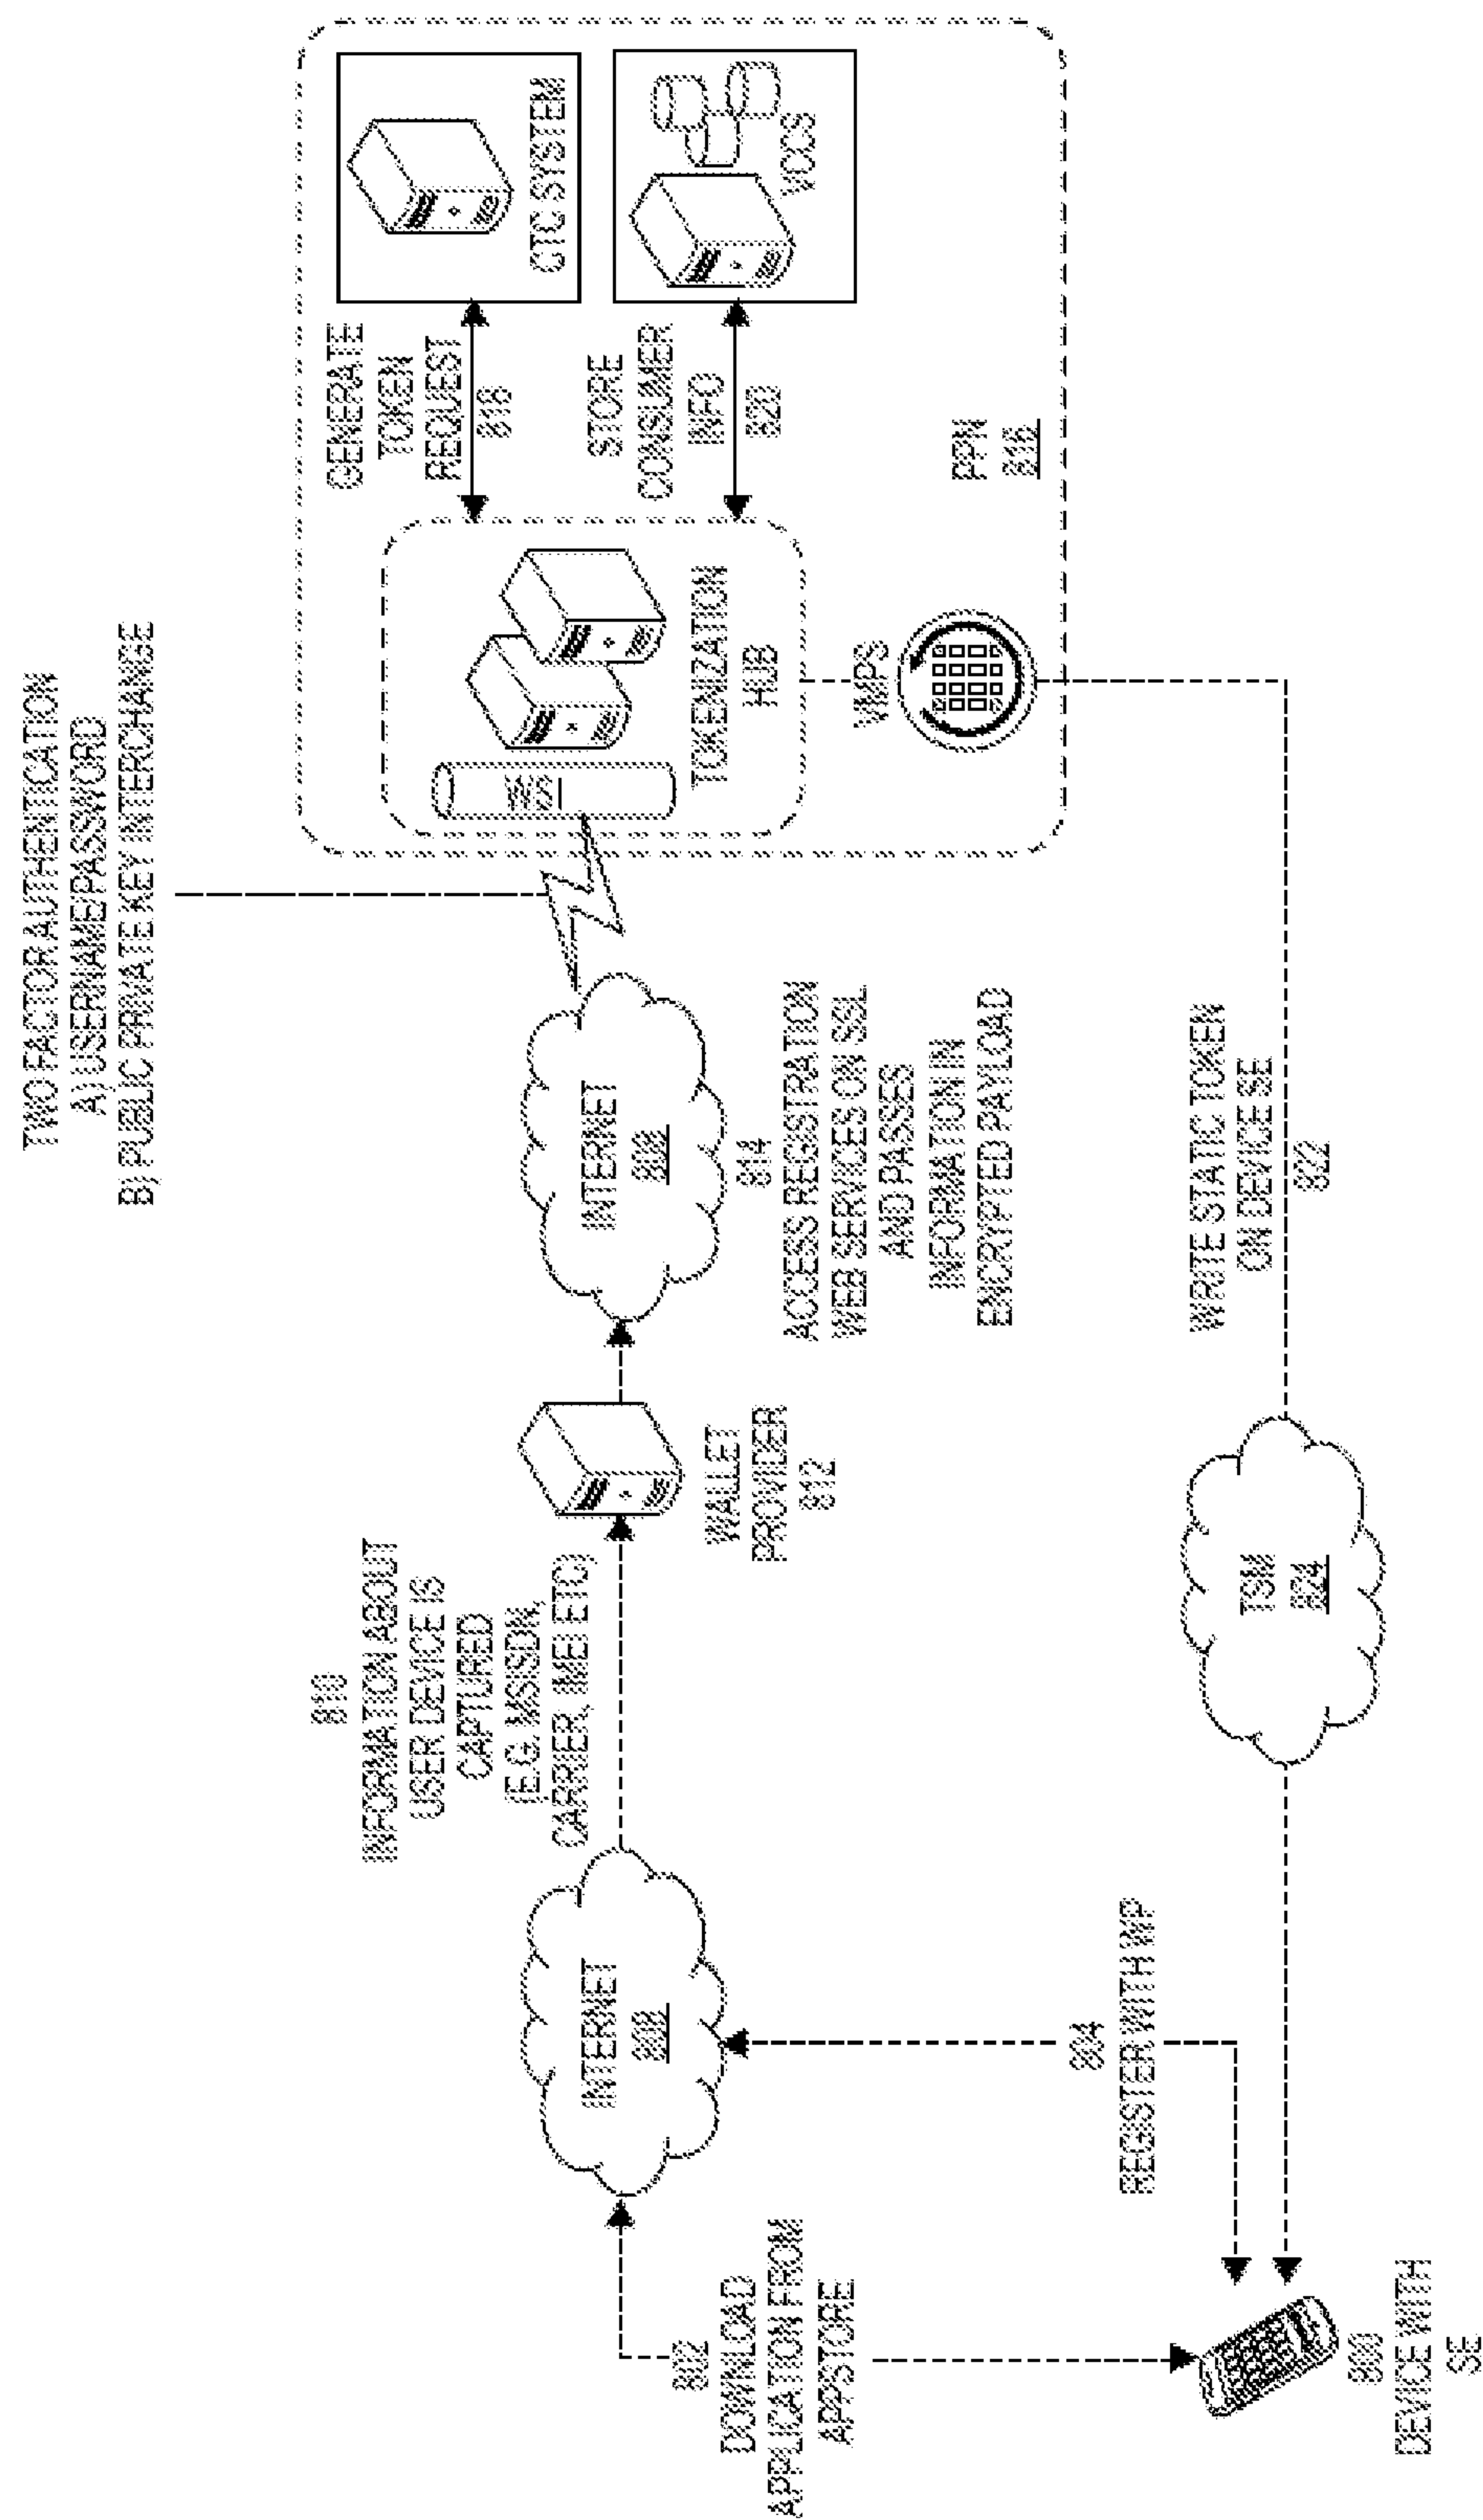 TWO FACTOR AUTHENTICATION
A) USERNAME/PASSWORD
B) PUBLIC PRIVATE KEY INTERCHANGE
GENERATE
TOKEN
REQUEST
818
CTC SYSTEM
STORE
CONSUMER
INFO
820
VCCS
WSI
TOKENIZATION
HUB
VMPS
PPN
816
810
INFORMATION ABOUT
USER DEVICE IS
CAPTURED
(E.G. MSISDN,
CARRIER, IMEI ETC)
INTERNET
808
WALLET
PROVIDER
812
INTERNET
808
814
ACCESS REGISTRATION
WEB SERVICES ON SSL
AND PASSES
INFORMATION IN
ENCRYPTED PAYLOAD
802
DOWNLOAD
APPLICATION FROM
APPSTORE
804
REGISTER WITH WP
TSM
824
WRITE STATIC TOKEN
ON DEVICE SE
822
800
DEVICE WITH
SE